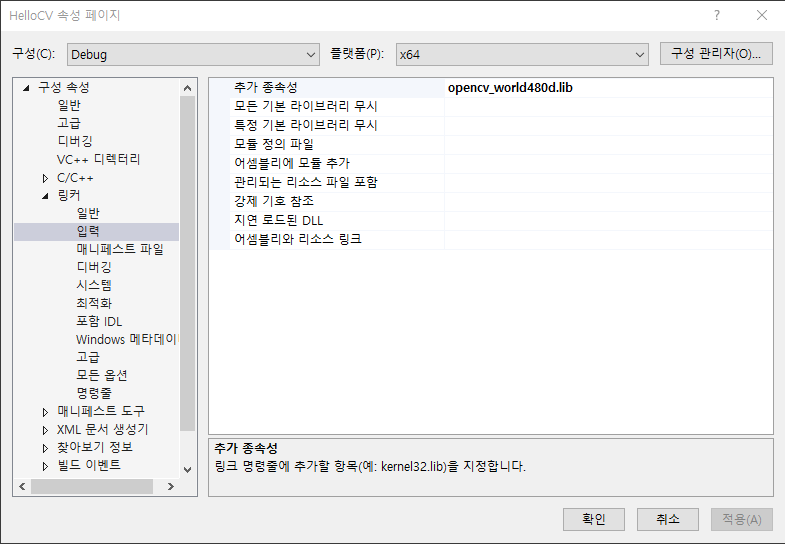 HelloCV 속성 페이지
구성(C): Debug 플랫폼(P): x64 구성 관리자(O)...
구성 속성
일반
고급
디버깅
VC++ 디렉터리
C/C++
링커
일반
입력
매니페스트 파일
디버깅
시스템
최적화
포함 IDL
Windows 메타데이
고급
모든 옵션
명령줄
매니페스트 도구
XML 문서 생성기
찾아보기 정보
빌드 이벤트
추가 종속성 opencv_world480d.lib
모든 기본 라이브러리 무시
특정 기본 라이브러리 무시
모듈 정의 파일
어셈블리에 모듈 추가
관리되는 리소스 파일 포함
강제 기호 참조
지연 로드된 DLL
어셈블리와 리소스 링크
추가 종속성
링크 명령줄에 추가할 항목(예: kernel32.lib)을 지정합니다.
확인 취소 적용(A)